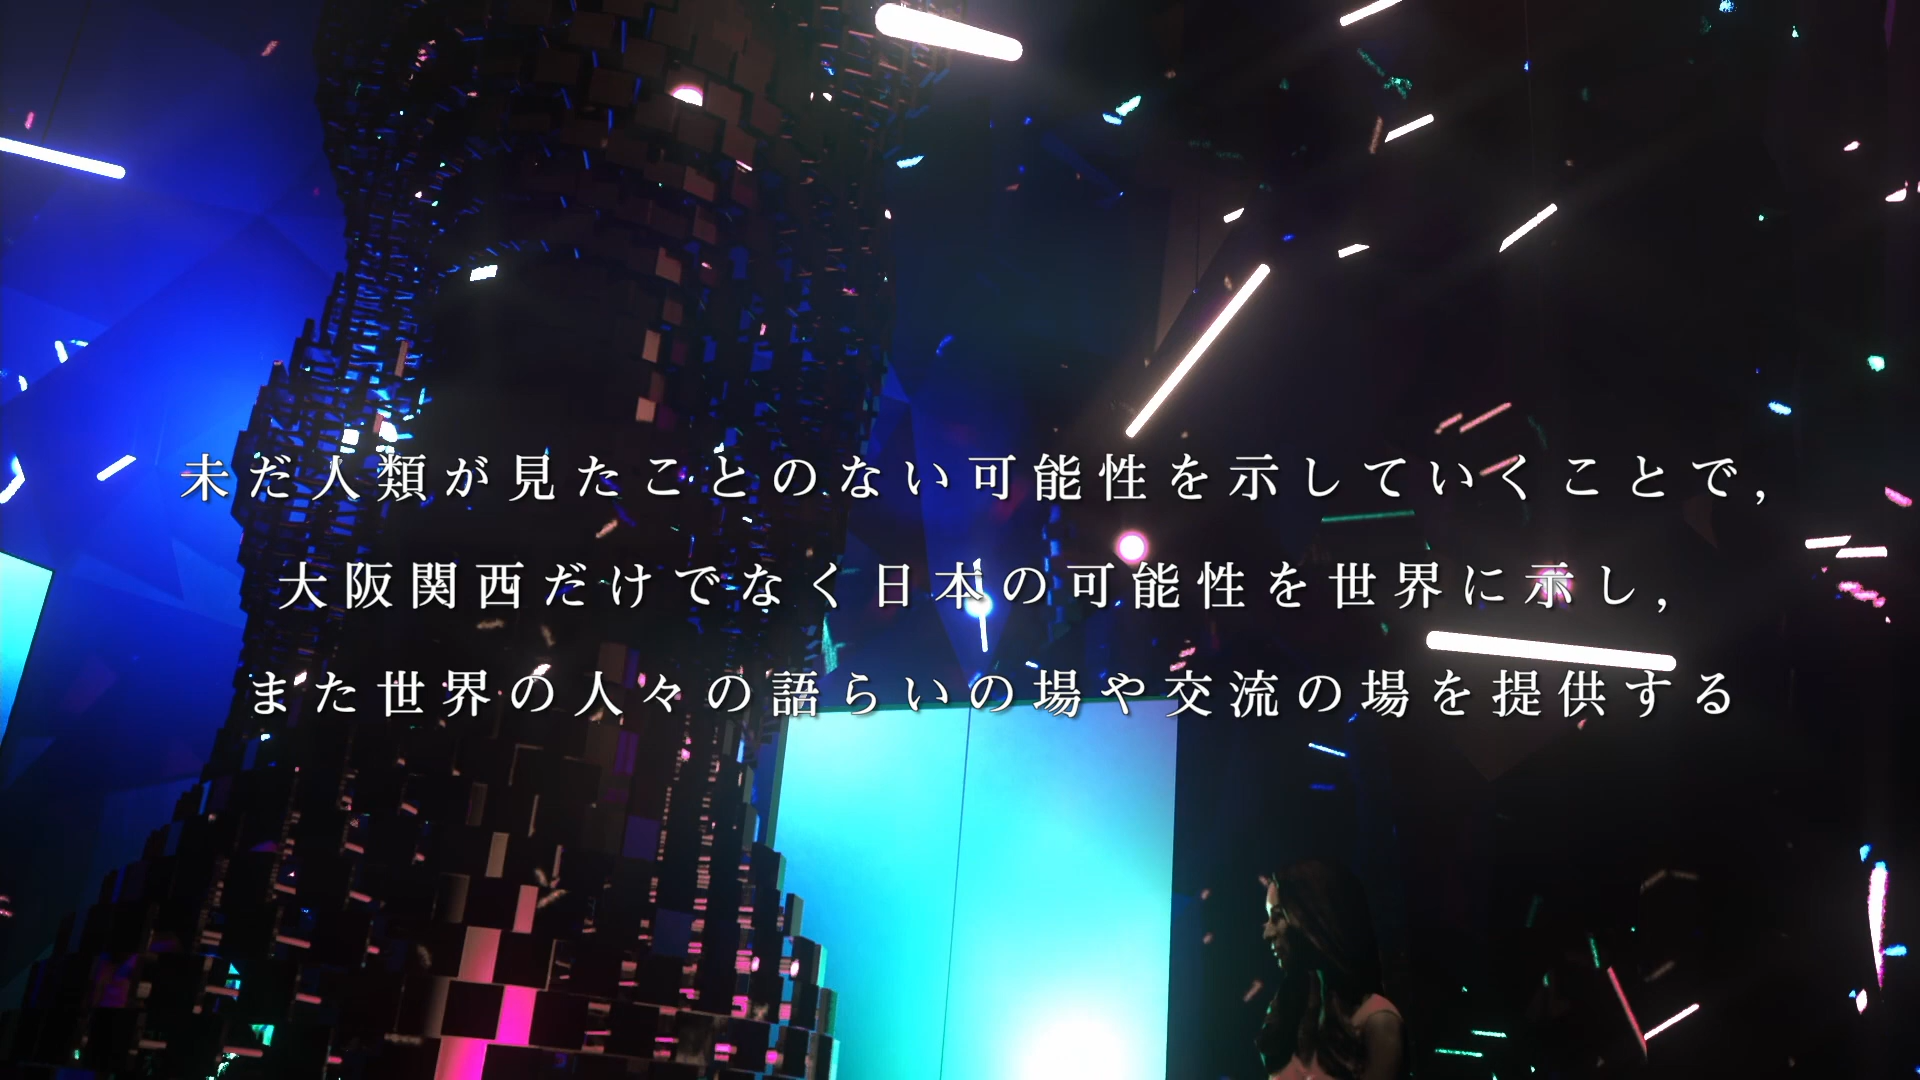 未だ人類が見たことのない可能性を示していくことで,
大阪関西だけでなく日本の可能性を世界に示し,
また世界の人々の語らいの場や交流の場を提供する